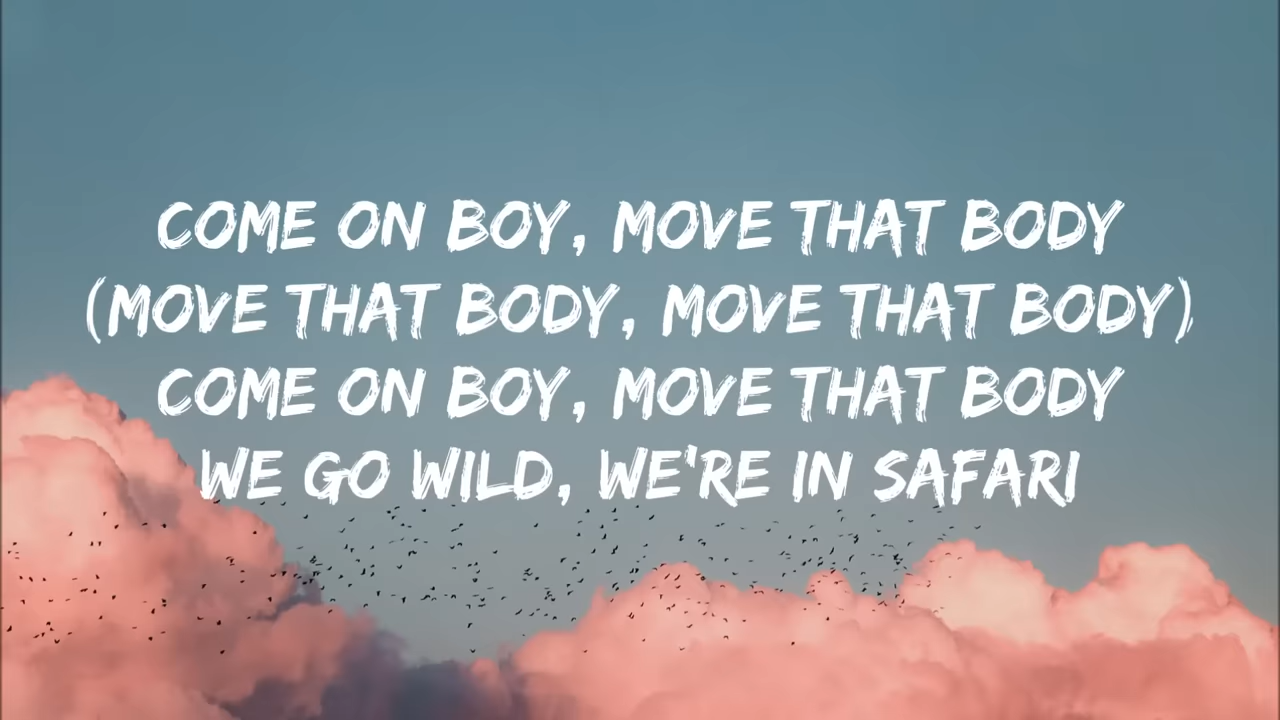 COME ON BOY, MOVE THAT BODY
(MOVE THAT BODY, MOVE THAT BODY)
COME ON BOY, MOVE THAT BODY
WE GO WILD, WE'RE IN SAFARI